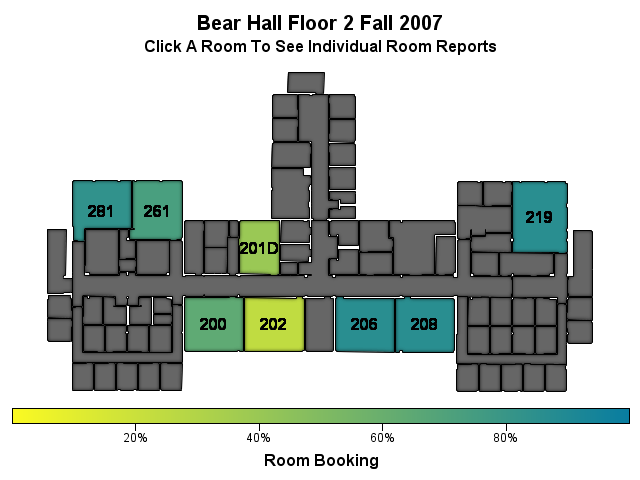 Bear Hall Floor 2 Fall 2007
Click A Room To See Individual Room Reports
281 261 219
201D
200 202 206 208
20% 40% 60% 80%
Room Booking